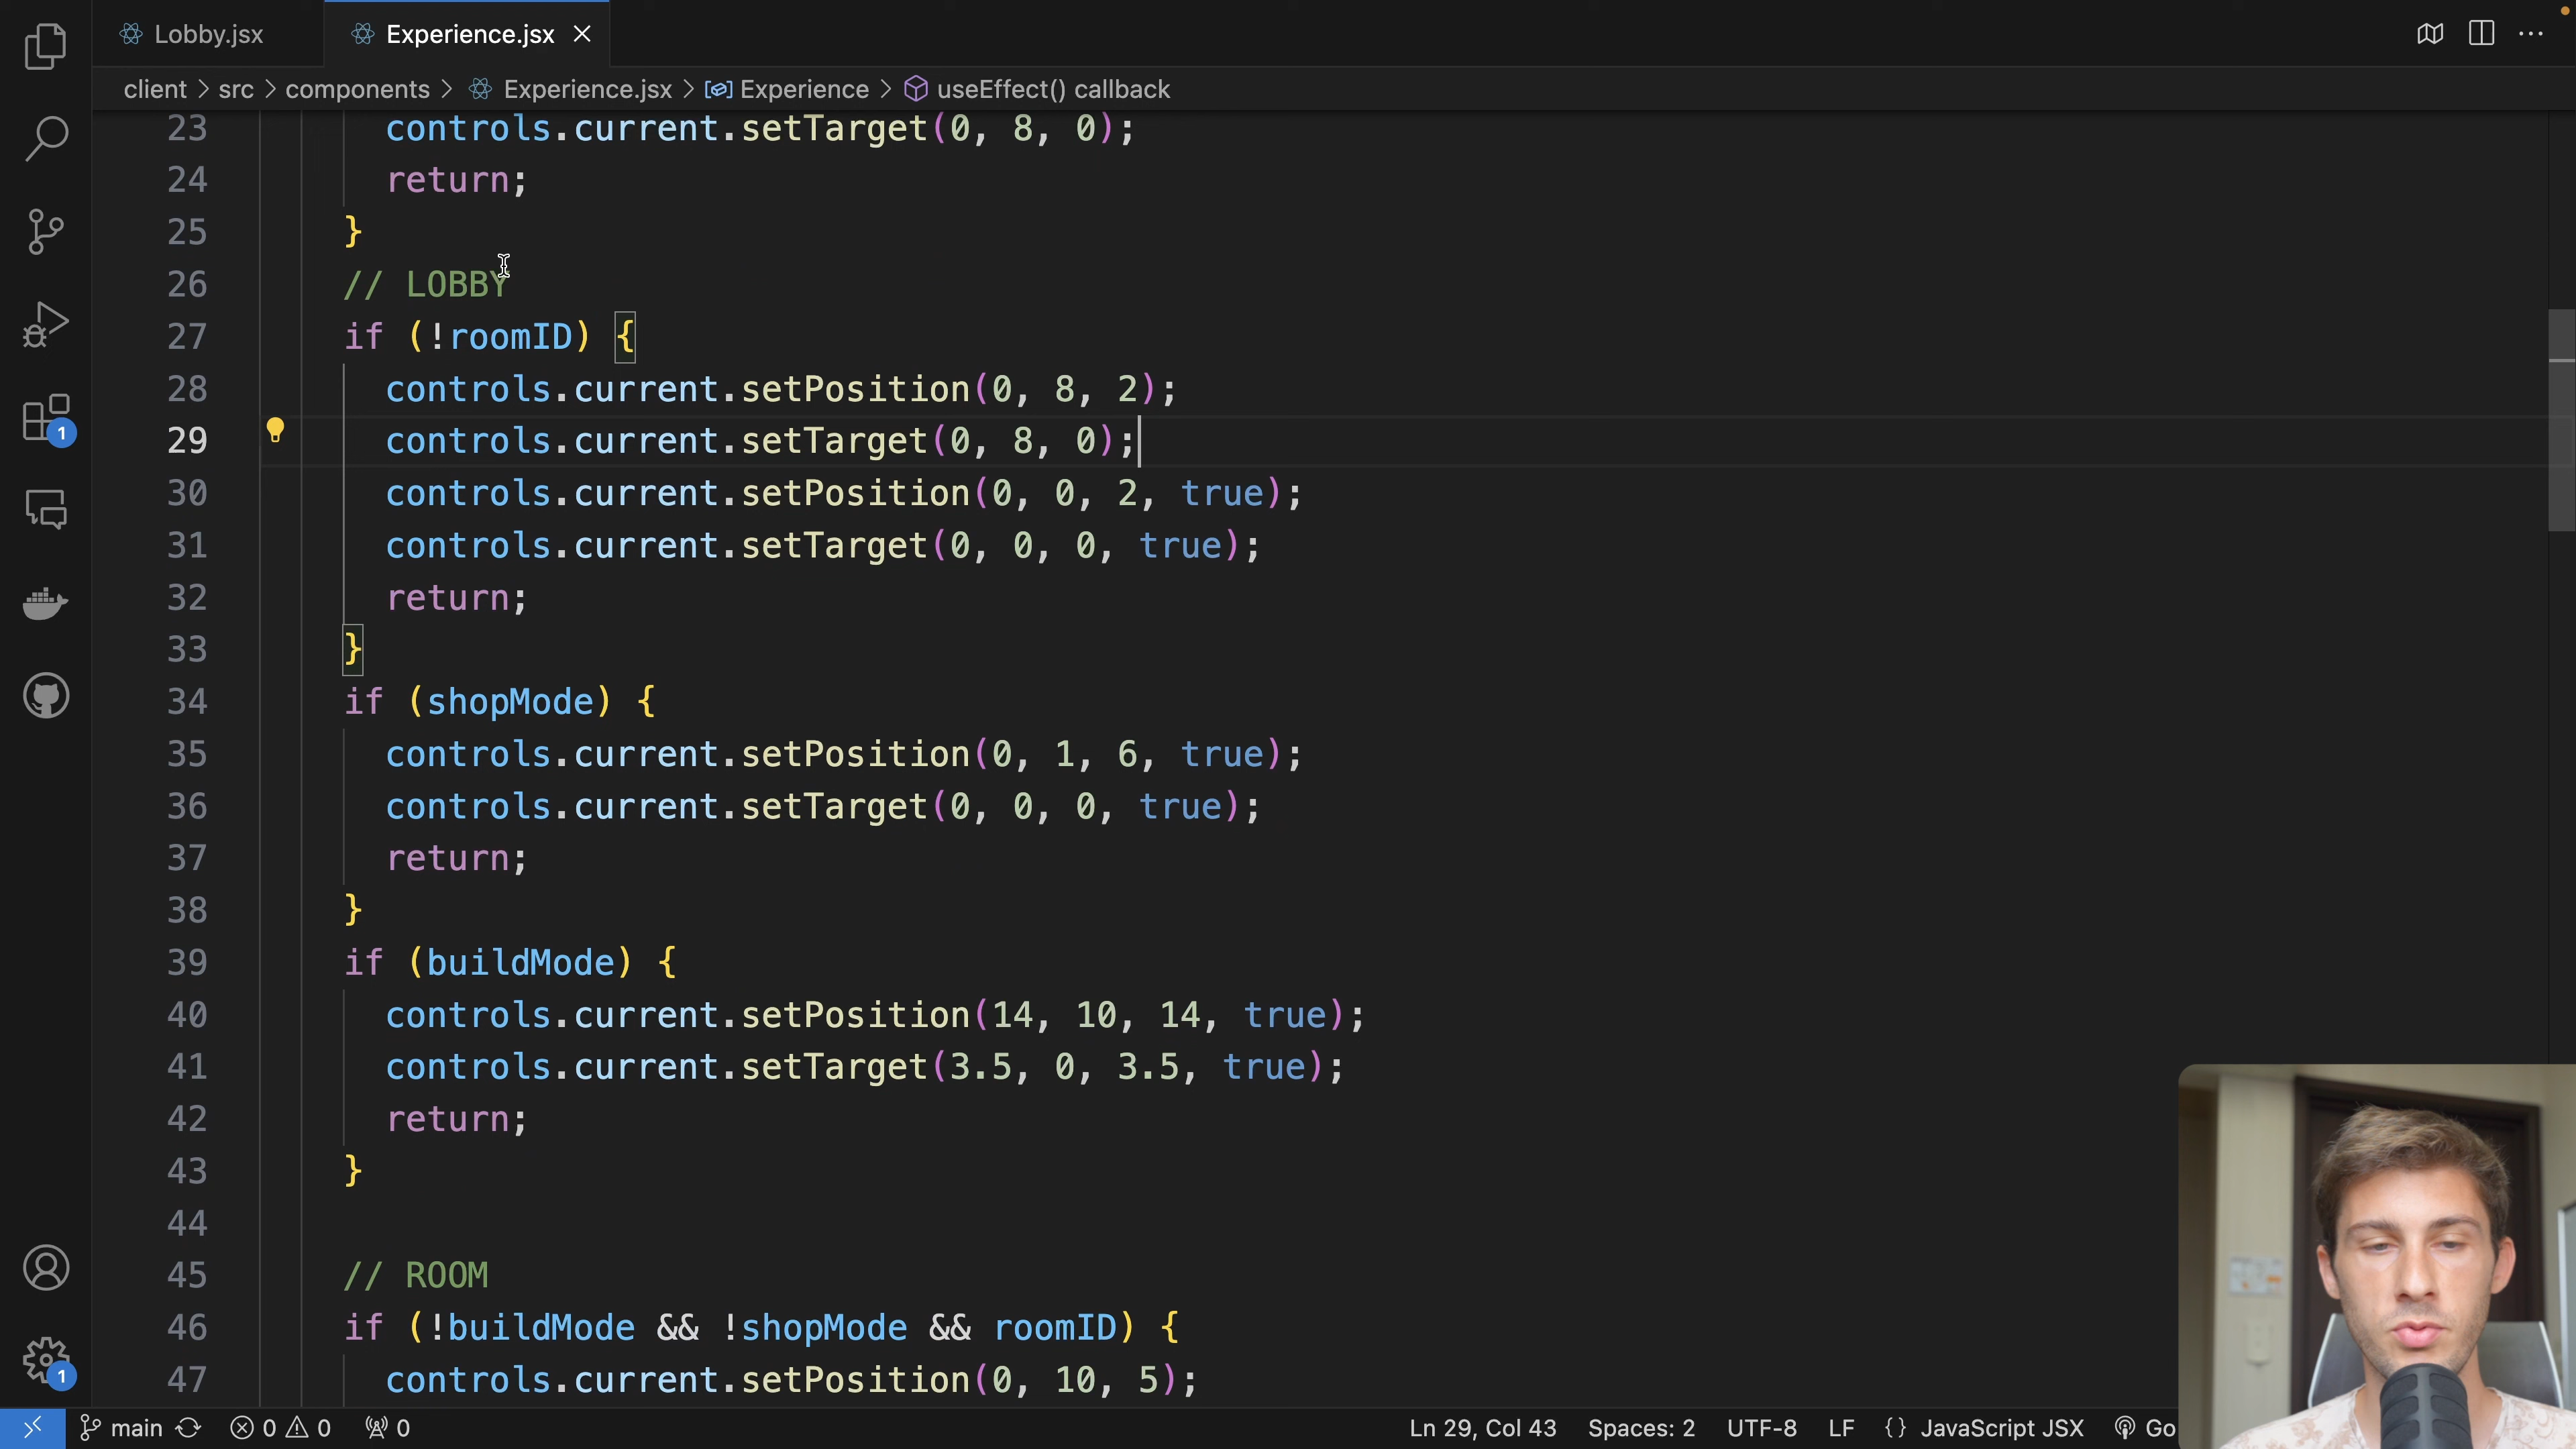 Lobby.jsx Experience.jsx
client > src > components > Experience.jsx > Experience > useEffect() callback
23 controls.current.setTarget(0, 8, 0);
24 return;
25 }
26 // LOBBY
27 if (!roomID) {
28 controls.current.setPosition(0, 8, 2);
29 controls.current.setTarget(0, 8, 0);
30 controls.current.setPosition(0, 0, 2, true);
31 controls.current.setTarget(0, 0, 0, true);
32 return;
33 }
34 if (shopMode) {
35 controls.current.setPosition(0, 1, 6, true);
36 controls.current.setTarget(0, 0, 0, true);
37 return;
38 }
39 if (buildMode) {
40 controls.current.setPosition(14, 10, 14, true);
41 controls.current.setTarget(3.5, 0, 3.5, true);
42 return;
43 }
44
45 // ROOM
46 if (!buildMode && !shopMode && roomID) {
47 controls.current.setPosition(0, 10, 5);
1
1
main 0 0 0 Ln 29, Col 43 Spaces: 2 UTF-8 LF {} JavaScript JSX Go